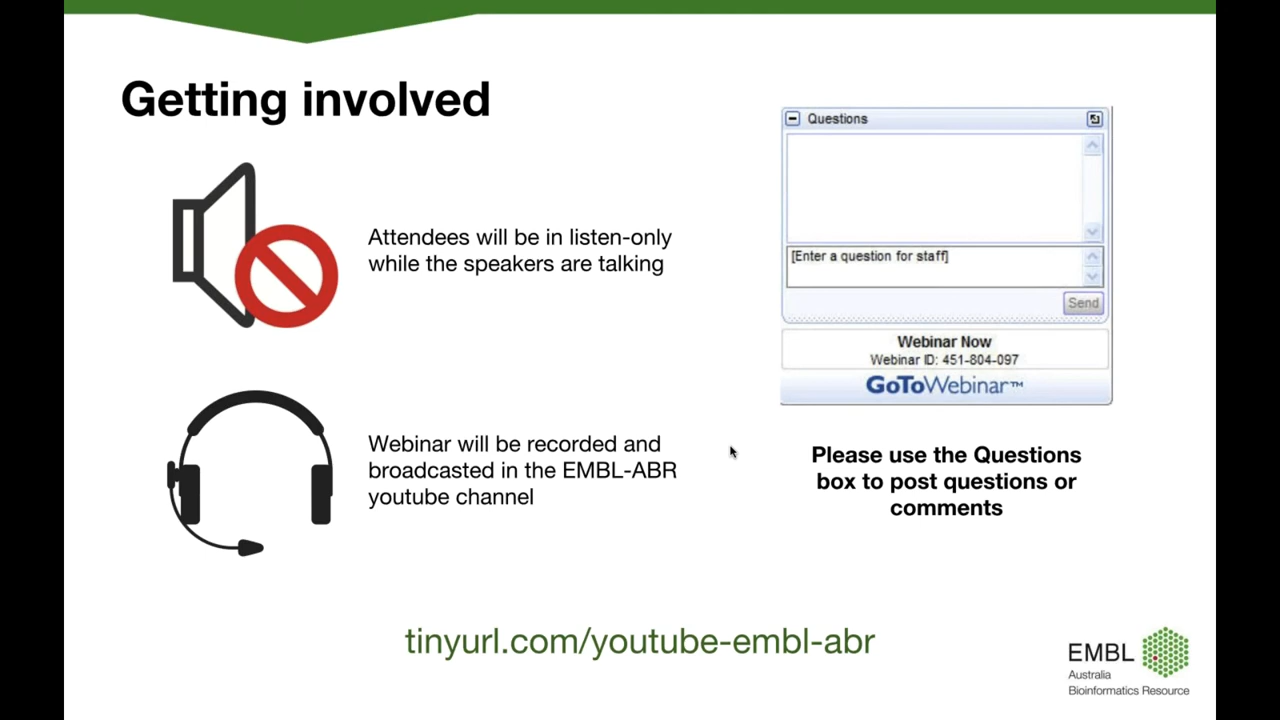 Getting involved
Attendees will be in listen-only
while the speakers are talking
Webinar will be recorded and
broadcasted in the EMBL-ABR
youtube channel
Questions
[Enter a question for staff]
Send
Webinar Now
Webinar ID: 451-804-097
GoToWebinar™
Please use the Questions
box to post questions or
comments
tinyurl.com/youtube-embl-abr
EMBL
Australia
Bioinformatics Resource